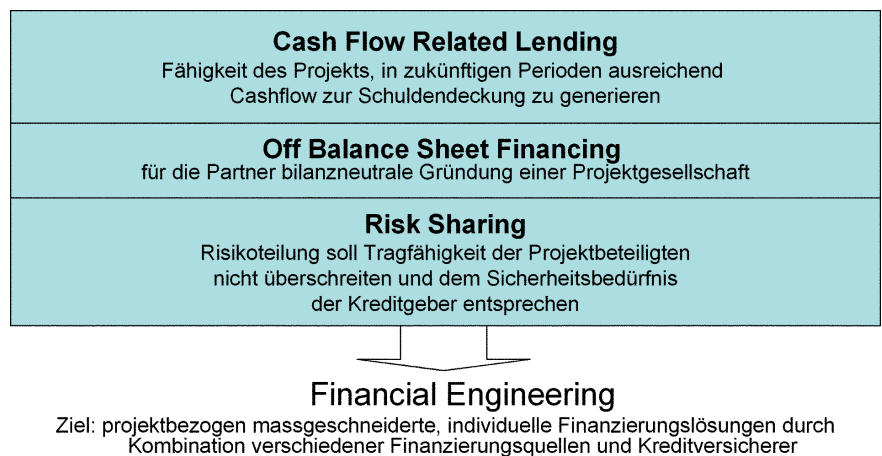 Cash Flow Related Lending
Fähigkeit des Projekts, in zukünftigen Perioden ausreichend
Cashflow zur Schuldendeckung zu generieren
Off Balance Sheet Financing
für die Partner bilanzneutrale Gründung einer Projektgesellschaft
Risk Sharing
Risikoteilung soll Tragfähigkeit der Projektbeteiligten
nicht überschreiten und dem Sicherheitsbedürfnis
der Kreditgeber entsprechen
Financial Engineering
Ziel: projektbezogen massgeschneiderte, individuelle Finanzierungslösungen durch
Kombination verschiedener Finanzierungsquellen und Kreditversicherer